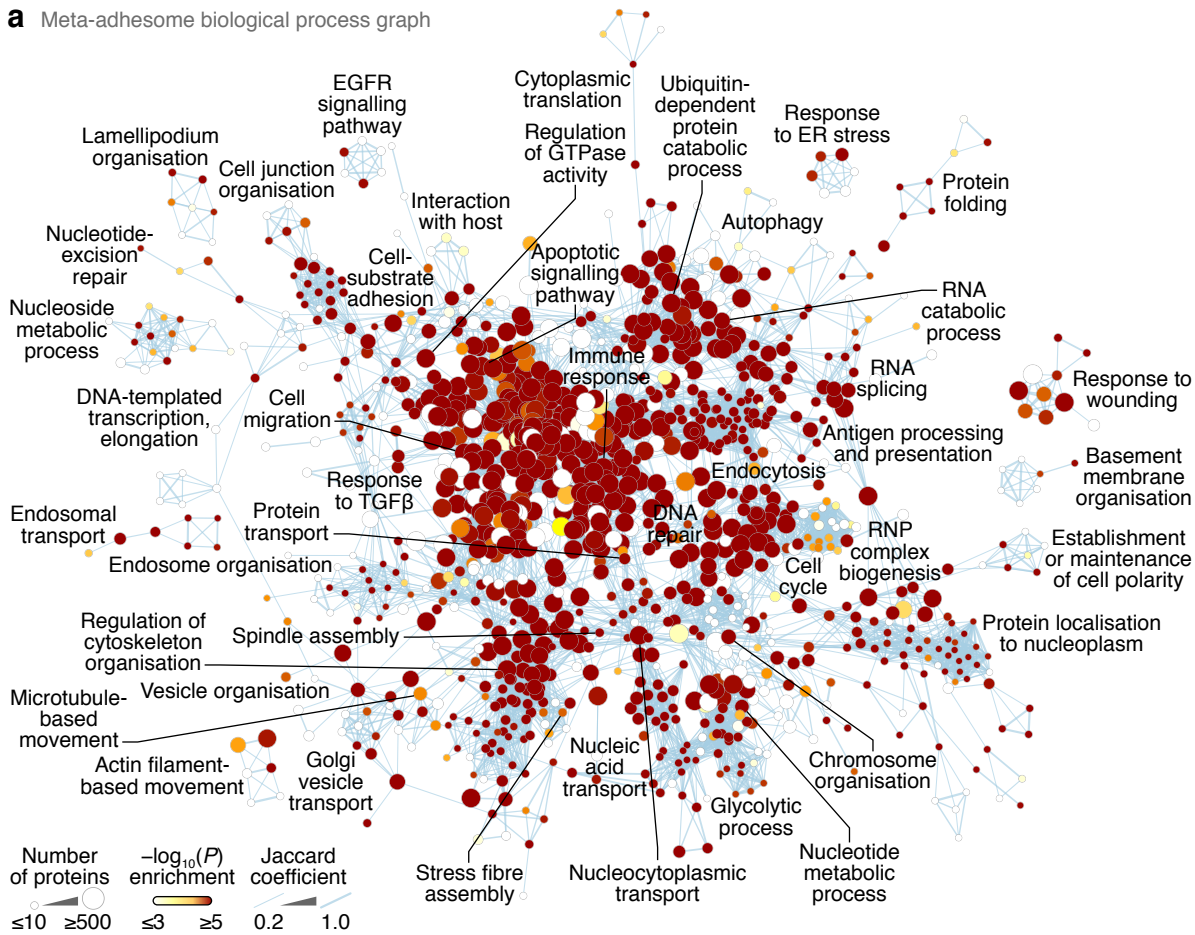 a Meta-adhesome biological process graph
EGFR
signalling
pathway
Cytoplasmic
translation
Ubiquitin-
dependent
protein
catabolic
process
Response
to ER stress
Lamellipodium
organisation
Cell junction
organisation
Regulation
of GTPase
activity
Protein
folding
Interaction
with host
Autophagy
Nucleotide-
excision
repair
Cell-
substrate
adhesion
Apoptotic
signalling
pathway
RNA
catabolic
process
Nucleoside
metabolic
process
Immune
response
RNA
splicing
Response to
wounding
DNA-templated
transcription,
elongation
Cell
migration
Antigen processing
and presentation
Endocytosis
Basement
membrane
organisation
Response
to TGFβ
Endosomal
transport
Protein
transport
DNA
repair
RNP
complex
biogenesis
Establishment
or maintenance
of cell polarity
Endosome organisation
Cell
cycle
Regulation of
cytoskeleton
organisation
Spindle assembly
Protein localisation
to nucleoplasm
Vesicle organisation
Microtubule-
based
movement
Actin filament-
based movement
Golgi
vesicle
transport
Nucleic
acid
transport
Chromosome
organisation
Glycolytic
process
Stress fibre
assembly
Nucleocytoplasmic
transport
Nucleotide
metabolic
process
Number
of proteins
≤10 ≥500
−log10(P)
enrichment
≤3 ≥5
Jaccard
coefficient
0.2 1.0